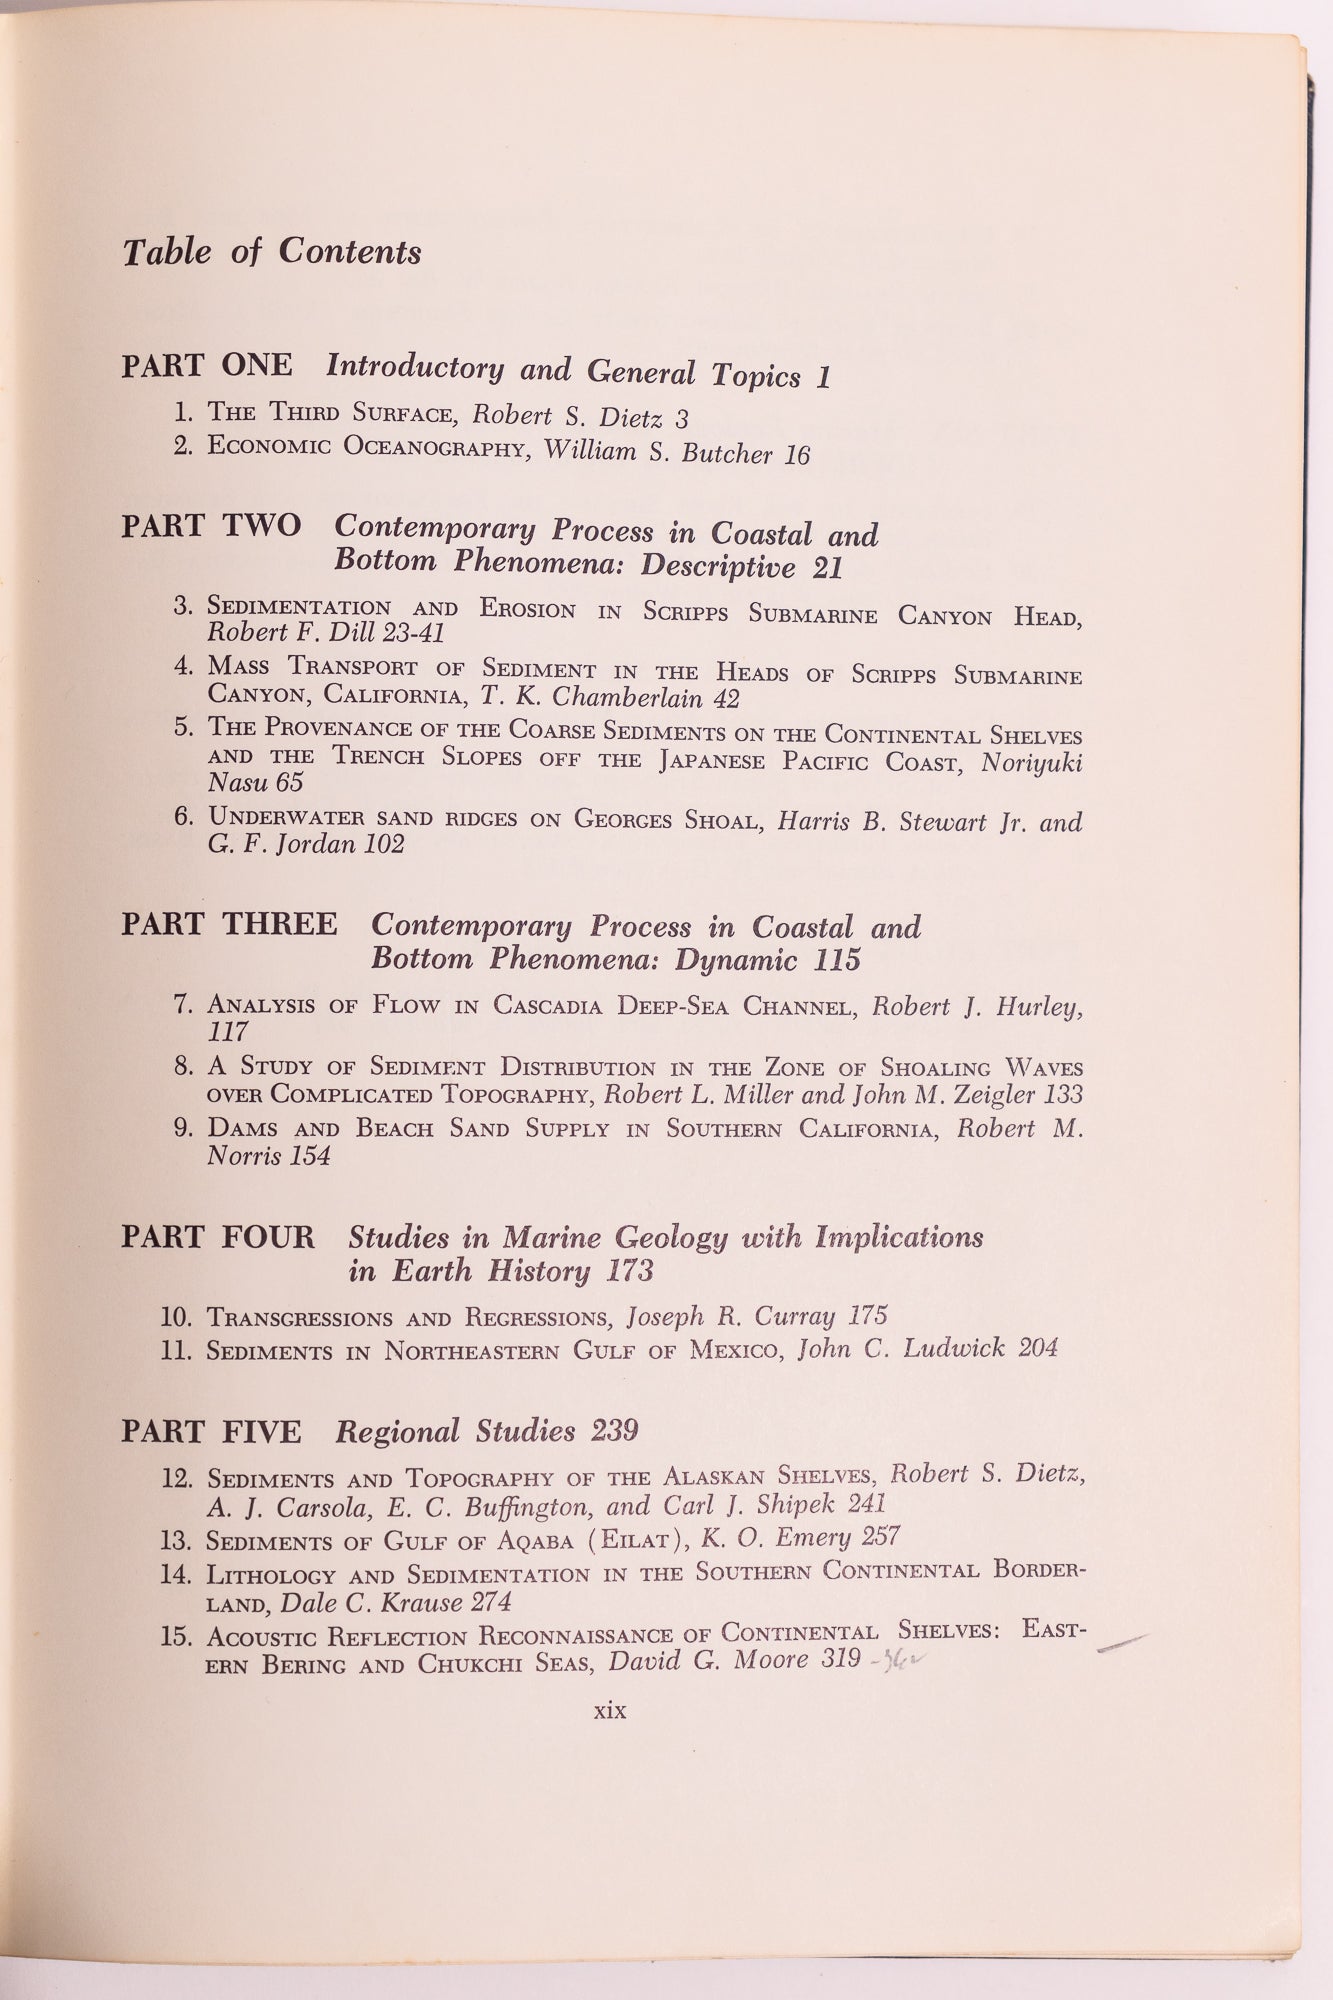 Table of Contents
PART ONE Introductory and General Topics 1
1. THE THIRD SURFACE, Robert S. Dietz 3
2. ECONOMIC OCEANOGRAPHY, William S. Butcher 16
PART TWO Contemporary Process in Coastal and
Bottom Phenomena: Descriptive 21
3. SEDIMENTATION AND EROSION IN SCRIPPS SUBMARINE CANYON HEAD,
Robert F. Dill 23-41
4. MASS TRANSPORT OF SEDIMENT IN THE HEADS OF SCRIPPS SUBMARINE
CANYON, CALIFORNIA, T. K. Chamberlain 42
5. THE PROVENANCE OF THE COARSE SEDIMENTS ON THE CONTINENTAL SHELVES
AND THE TRENCH SLOPES OFF THE JAPANESE PACIFIC COAST, Noriyuki
Nasu 65
6. UNDERWATER SAND RIDGES ON GEORGES SHOAL, Harris B. Stewart Jr. and
G. F. Jordan 102
PART THREE Contemporary Process in Coastal and
Bottom Phenomena: Dynamic 115
7. ANALYSIS OF FLOW IN CASCADIA DEEP-SEA CHANNEL, Robert J. Hurley,
117
8. A STUDY OF SEDIMENT DISTRIBUTION IN THE ZONE OF SHOALING WAVES
OVER COMPLICATED TOPOGRAPHY, Robert L. Miller and John M. Zeigler 133
9. DAMS AND BEACH SAND SUPPLY IN SOUTHERN CALIFORNIA, Robert M.
Norris 154
PART FOUR Studies in Marine Geology with Implications
in Earth History 173
10. TRANSGRESSIONS AND REGRESSIONS, Joseph R. Curray 175
11. SEDIMENTS IN NORTHEASTERN GULF OF MEXICO, John C. Ludwick 204
PART FIVE Regional Studies 239
12. SEDIMENTS AND TOPOGRAPHY OF THE ALASKAN SHELVES, Robert S. Dietz,
A. J. Carsola, E. C. Buffington, and Carl J. Shipek 241
13. SEDIMENTS OF GULF OF AQABA (EILAT), K. O. Emery 257
14. LITHOLOGY AND SEDIMENTATION IN THE SOUTHERN CONTINENTAL BORDER-
LAND, Dale C. Krause 274
15. ACOUSTIC REFLECTION RECONNAISSANCE OF CONTINENTAL SHELVES: EAST-
ERN BERING AND CHUKCHI SEAS, David G. Moore 319
xix